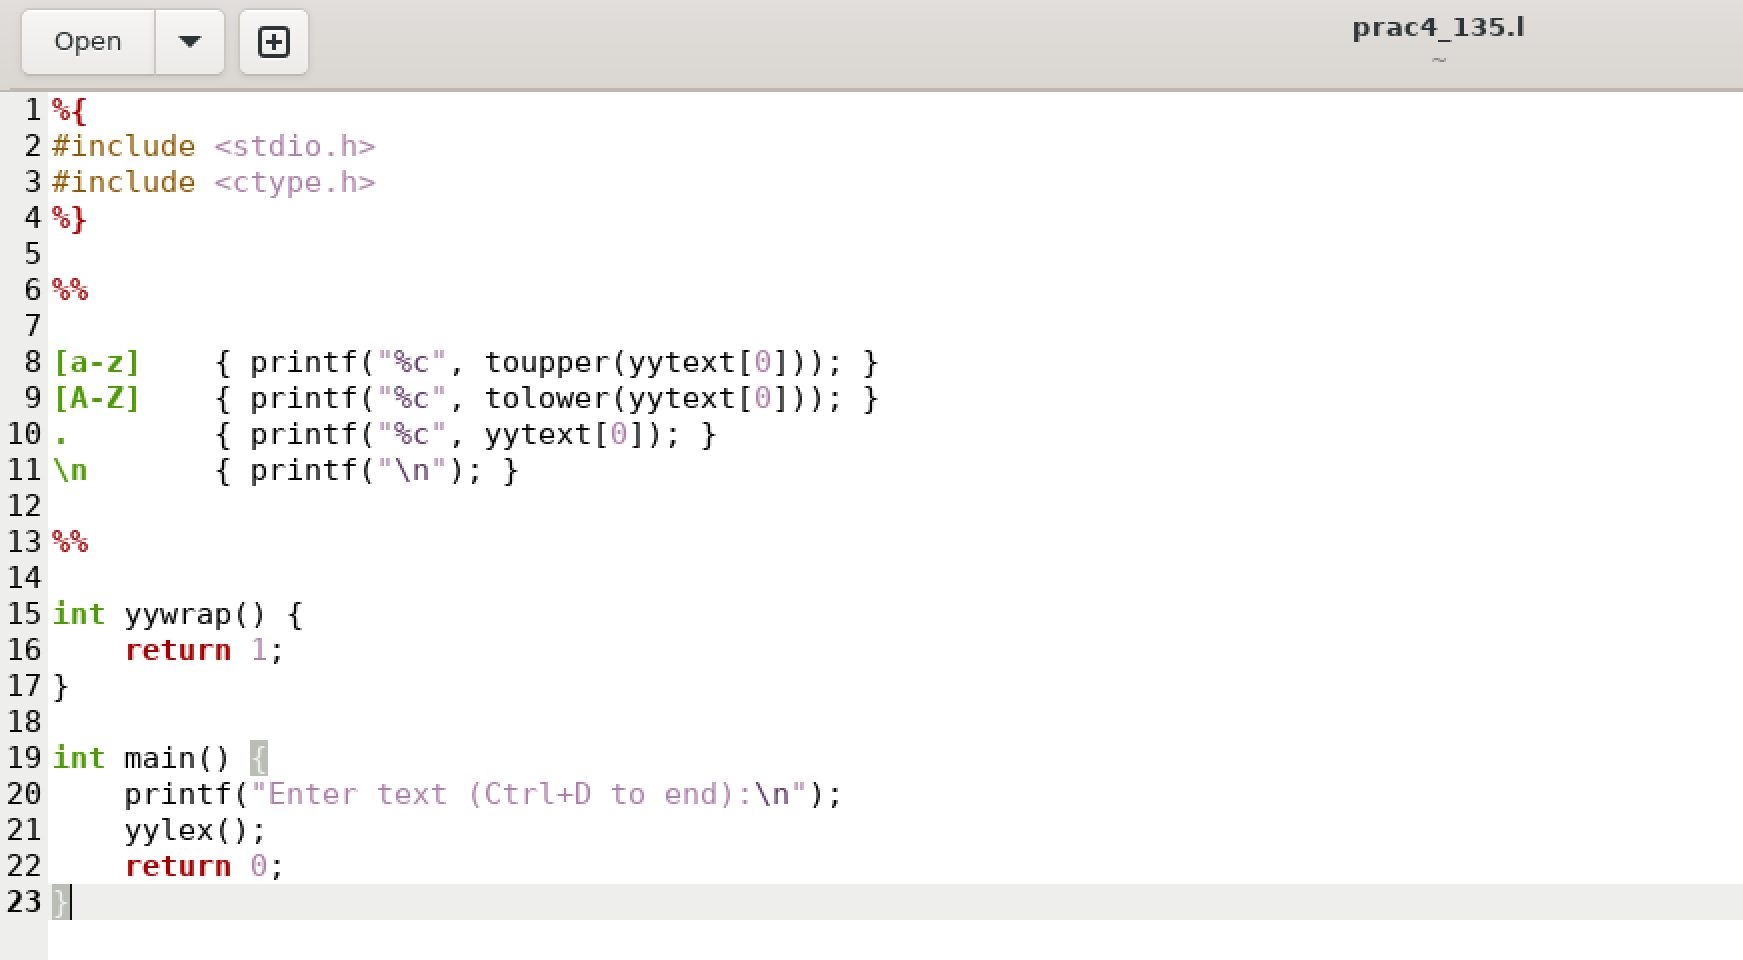 Open
prac4_135.l
~
1 %{
2 #include <stdio.h>
3 #include <ctype.h>
4 %}
5
6 %%
7
8 [a-z]    { printf("%c", toupper(yytext[0])); }
9 [A-Z]    { printf("%c", tolower(yytext[0])); }
10 .        { printf("%c", yytext[0]); }
11 \n       { printf("\n"); }
12
13 %%
14
15 int yywrap() {
16     return 1;
17 }
18
19 int main() {
20     printf("Enter text (Ctrl+D to end):\n");
21     yylex();
22     return 0;
23 }